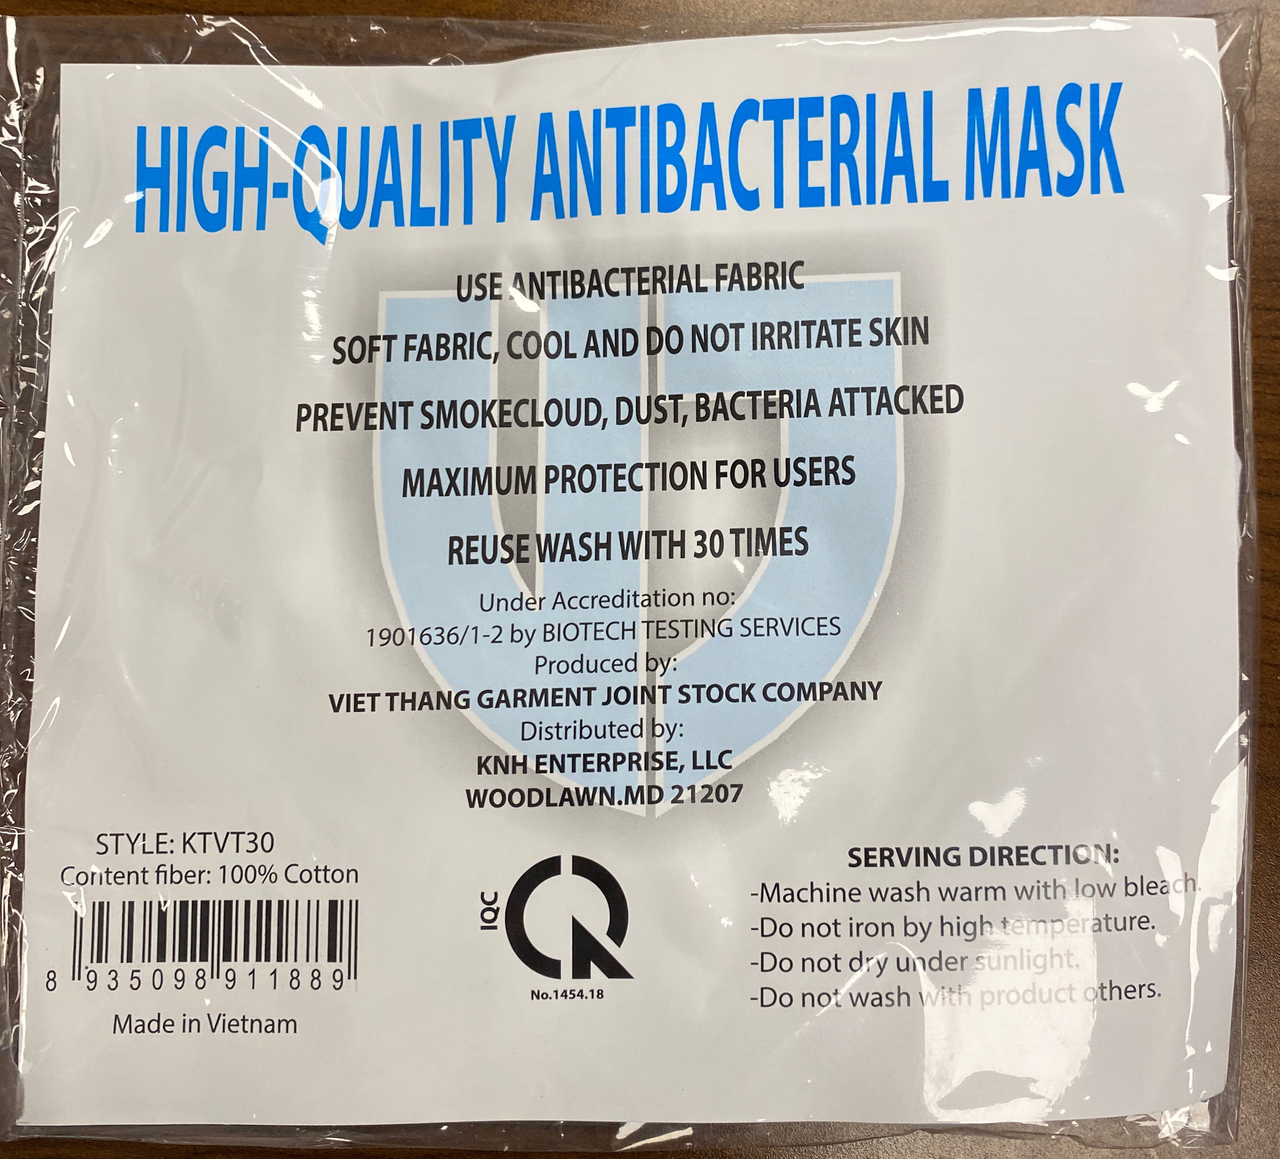 HIGH-QUALITY ANTIBACTERIAL MASK
USE ANTIBACTERIAL FABRIC
SOFT FABRIC, COOL AND DO NOT IRRITATE SKIN
PREVENT SMOKECLOUD, DUST, BACTERIA ATTACKED
MAXIMUM PROTECTION FOR USERS
REUSE WASH WITH 30 TIMES
Under Accreditation no:
1901636/1-2 by BIOTECH TESTING SERVICES
Produced by:
VIET THANG GARMENT JOINT STOCK COMPANY
Distributed by:
KNH ENTERPRISE, LLC
WOODLAWN.MD 21207
STYLE: KTVT30
Content fiber: 100% Cotton
8 935098 911889
Made in Vietnam
IQC
No.1454.18
SERVING DIRECTION:
-Machine wash warm with low bleach.
-Do not iron by high temperature.
-Do not dry under sunlight.
-Do not wash with product others.